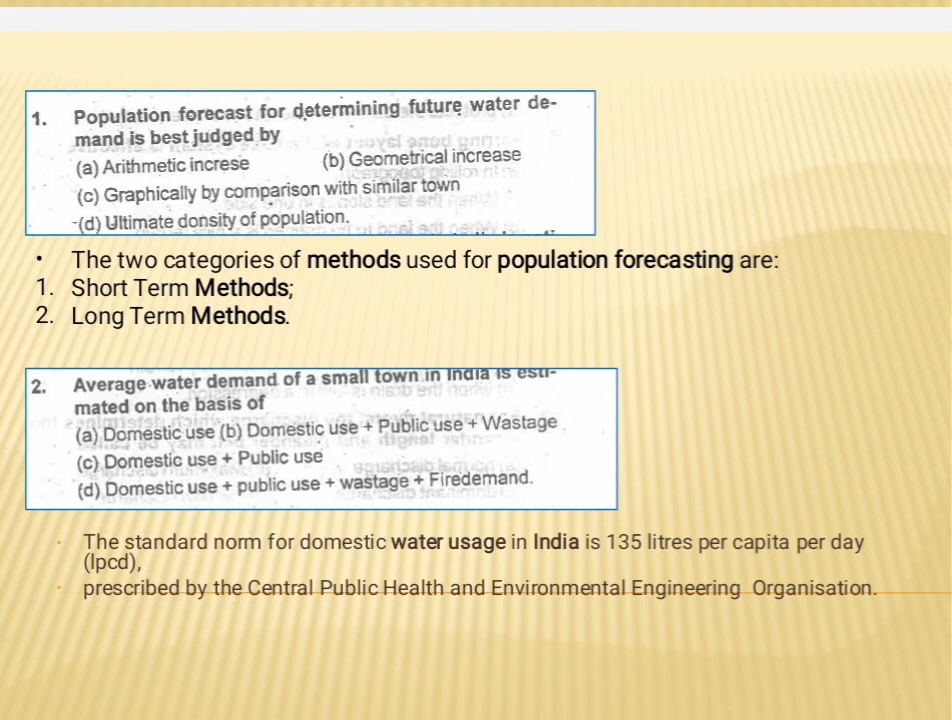 1. Population forecast for determining future water de-
mand is best judged by
(a) Arithmetic increse (b) Geometrical increase
(c) Graphically by comparison with similar town
(d) Ultimate donsity of population.
• The two categories of methods used for population forecasting are:
1. Short Term Methods;
2. Long Term Methods.
2. Average water demand of a small town in India is esti-
mated on the basis of
(a) Domestic use (b) Domestic use + Public use + Wastage
(c) Domestic use + Public use
(d) Domestic use + public use + wastage + Firedemand.
• The standard norm for domestic water usage in India is 135 litres per capita per day
(lpcd),
• prescribed by the Central Public Health and Environmental Engineering Organisation.